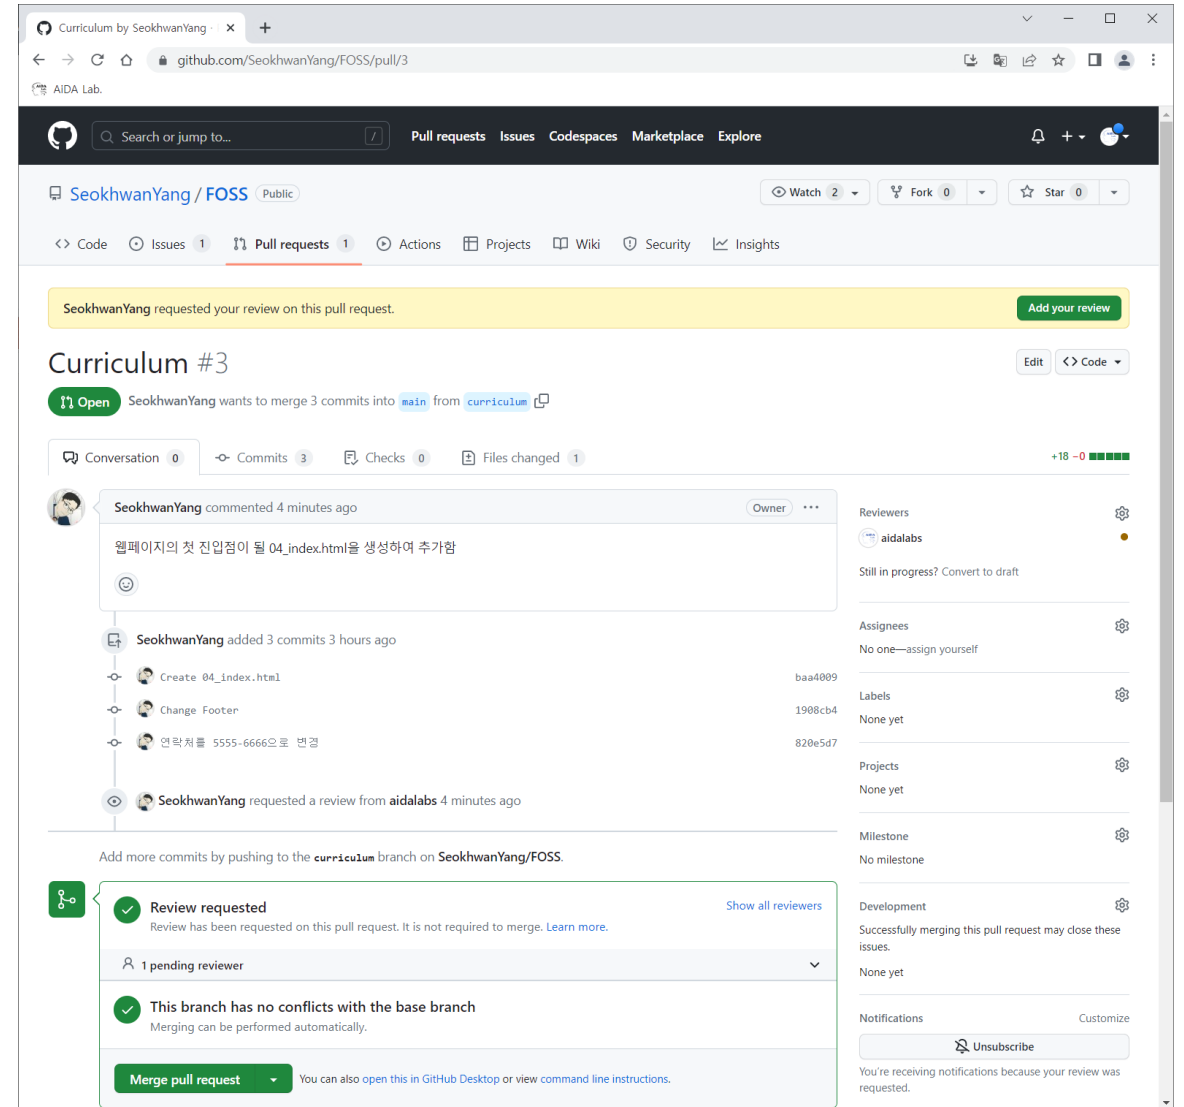 Curriculum by SeokhwanYang ·
github.com/SeokhwanYang/FOSS/pull/3
AIDA Lab.
Search or jump to... /
Pull requests Issues Codespaces Marketplace Explore
SeokhwanYang / FOSS Public
Watch 2 Fork 0 Star 0
Code Issues 1 Pull requests 1 Actions Projects Wiki Security Insights
SeokhwanYang requested your review on this pull request. Add your review
Curriculum #3
Edit <> Code
Open SeokhwanYang wants to merge 3 commits into main from curriculum
Conversation 0 Commits 3 Checks 0 Files changed 1
+18 −0
SeokhwanYang commented 4 minutes ago Owner ···
웹페이지의 첫 진입점이 될 04_index.html을 생성하여 추가함
SeokhwanYang added 3 commits 3 hours ago
Create 04_index.html baa4009
Change Footer 1908cb4
연락처를 5555-6666으로 변경 820e5d7
SeokhwanYang requested a review from aidalabs 4 minutes ago
Add more commits by pushing to the curriculum branch on SeokhwanYang/FOSS.
Review requested Show all reviewers
Review has been requested on this pull request. It is not required to merge. Learn more.
1 pending reviewer
This branch has no conflicts with the base branch
Merging can be performed automatically.
Merge pull request You can also open this in GitHub Desktop or view command line instructions.
Reviewers
aidalabs
Still in progress? Convert to draft
Assignees
No one—assign yourself
Labels
None yet
Projects
None yet
Milestone
No milestone
Development
Successfully merging this pull request may close these
issues.
None yet
Notifications Customize
Unsubscribe
You're receiving notifications because your review was
requested.